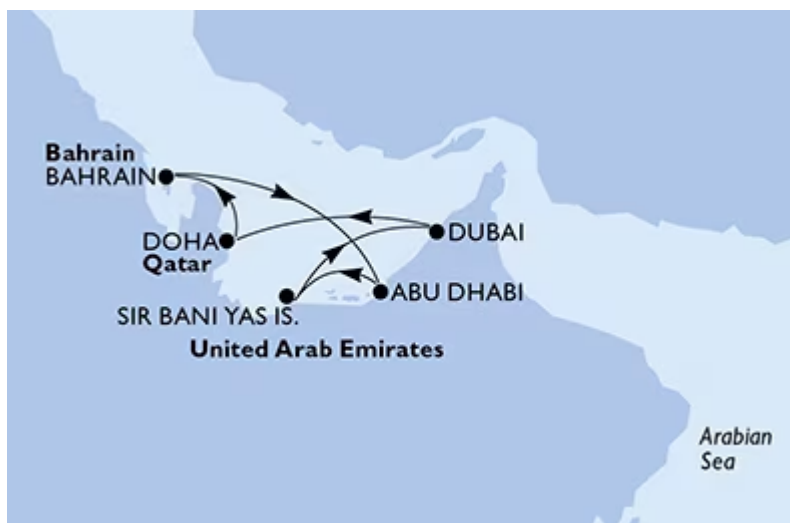 Bahrain
BAHRAIN
DOHA
Qatar
DUBAI
ABU DHABI
SIR BANI YAS IS.
United Arab Emirates
Arabian
Sea